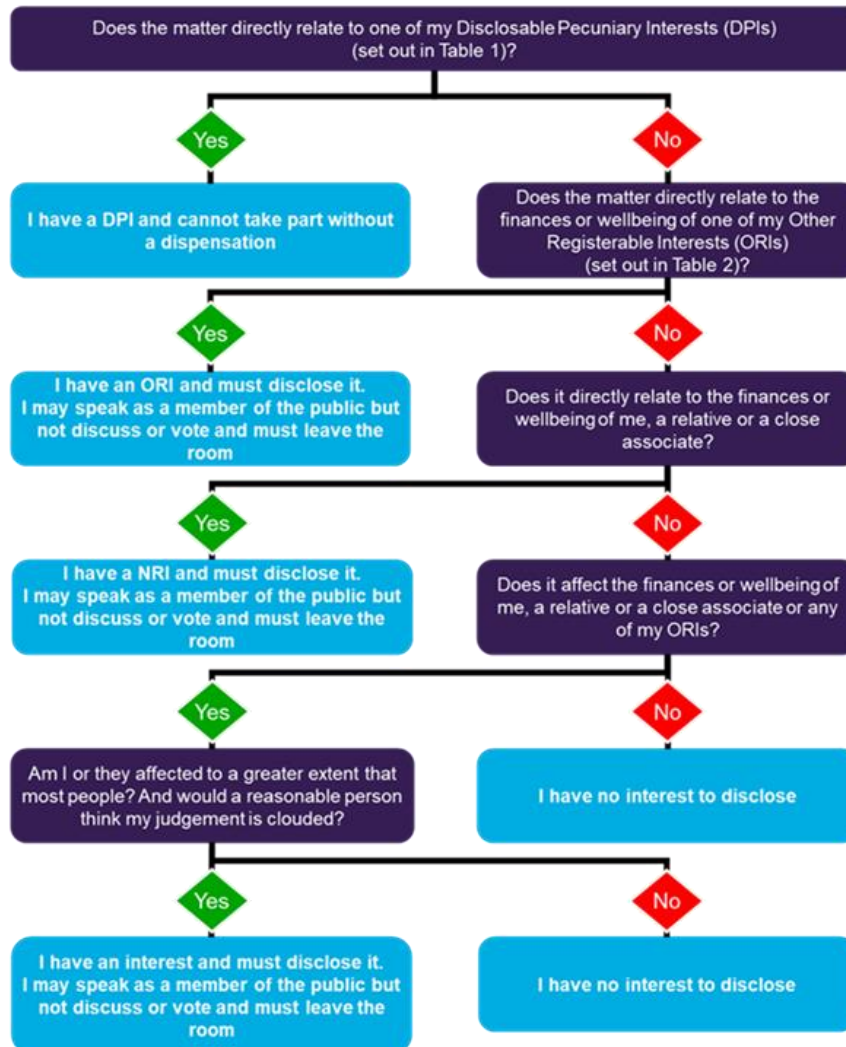 Does the matter directly relate to one of my Disclosable Pecuniary Interests (DPIs)
(set out in Table 1)?
Yes
No
I have a DPI and cannot take part without
a dispensation
Does the matter directly relate to the
finances or wellbeing of one of my Other
Registerable Interests (ORIs)
(set out in Table 2)?
Yes
No
I have an ORI and must disclose it.
I may speak as a member of the public but
not discuss or vote and must leave the
room
Does it directly relate to the finances or
wellbeing of me, a relative or a close
associate?
Yes
No
I have a NRI and must disclose it.
I may speak as a member of the public but
not discuss or vote and must leave the
room
Does it affect the finances or wellbeing of
me, a relative or a close associate or any
of my ORIs?
Yes
No
Am I or they affected to a greater extent that
most people? And would a reasonable person
think my judgement is clouded?
I have no interest to disclose
Yes
No
I have an interest and must disclose it.
I may speak as a member of the public but
not discuss or vote and must leave the
room
I have no interest to disclose